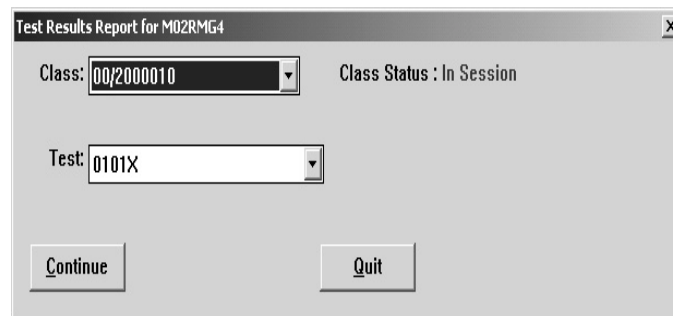 Test Results Report for M02RMG4
Class: 00/2000010 Class Status : In Session
Test: 0101X
Continue Quit